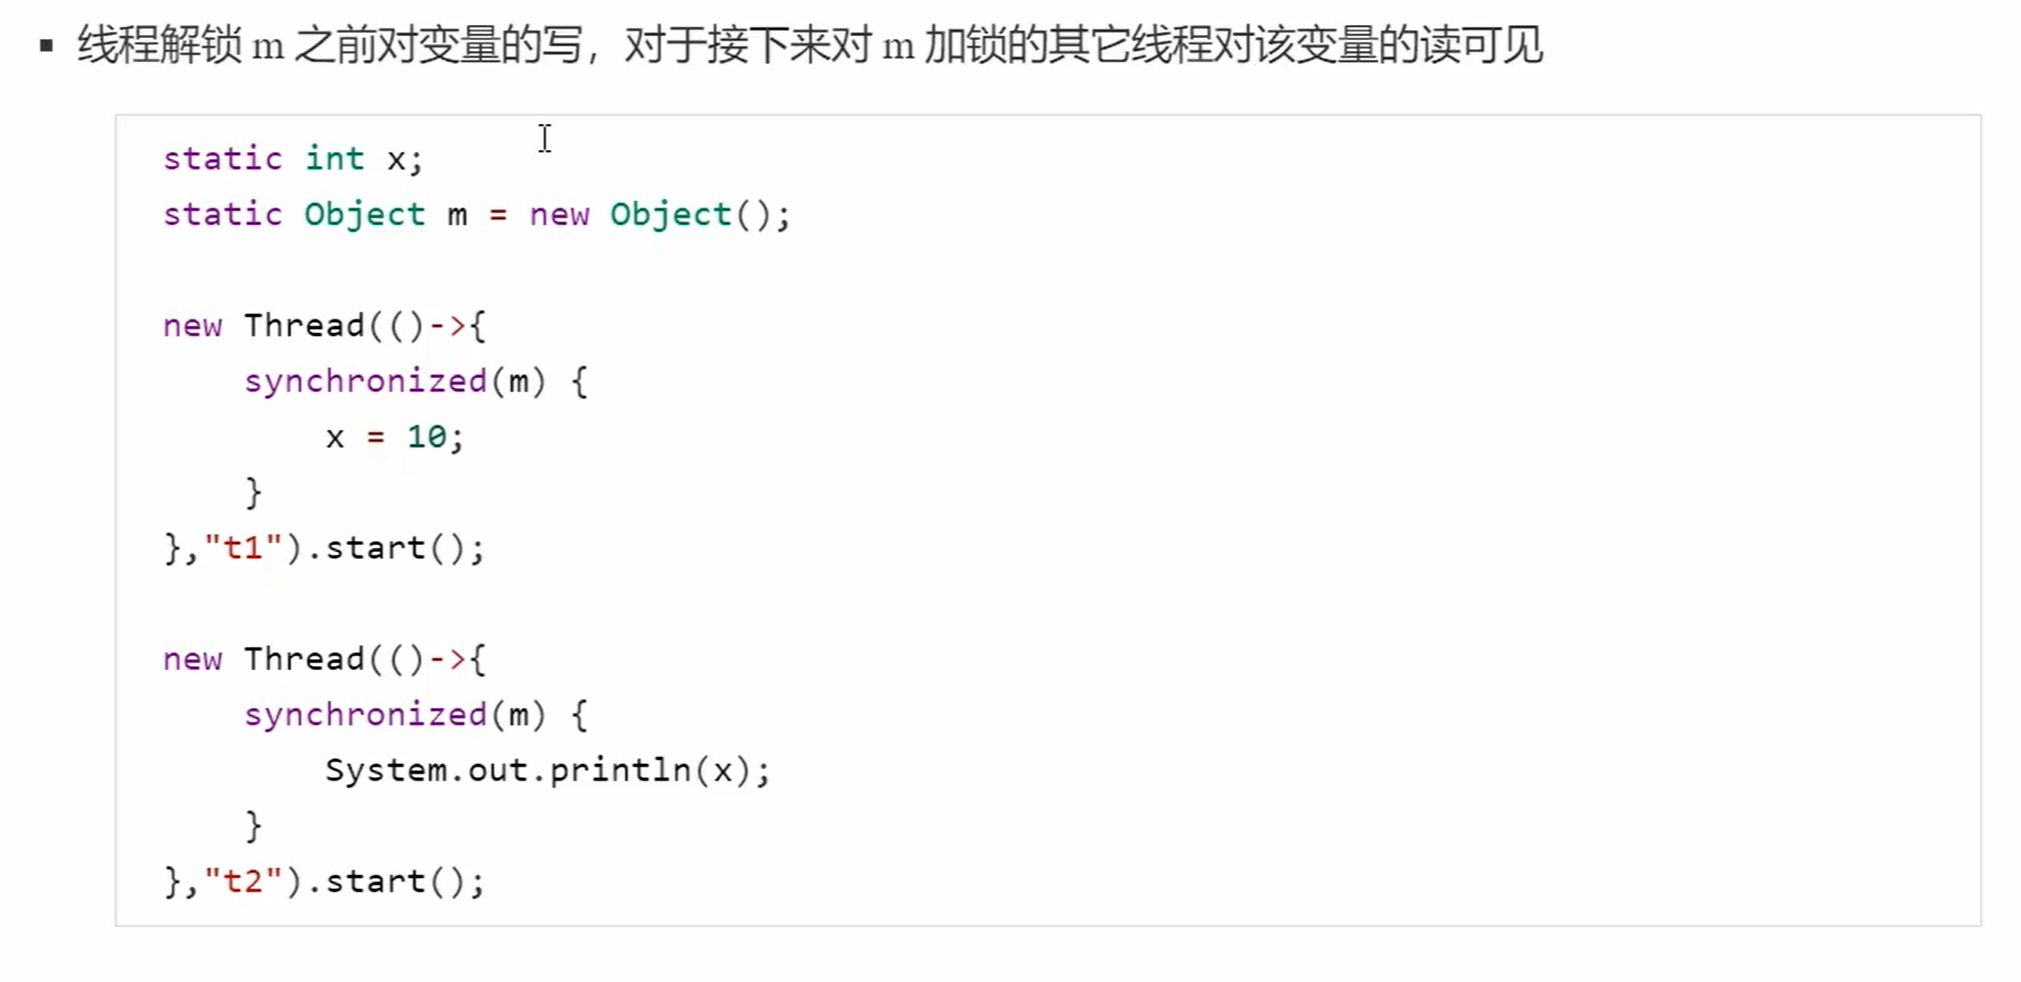 ▪ 线程解锁 m 之前对变量的写，对于接下来对 m 加锁的其它线程对该变量的读可见
static int x;
static Object m = new Object();
new Thread(()->{
    synchronized(m) {
        x = 10;
    }
},"t1").start();
new Thread(()->{
    synchronized(m) {
        System.out.println(x);
    }
},"t2").start();